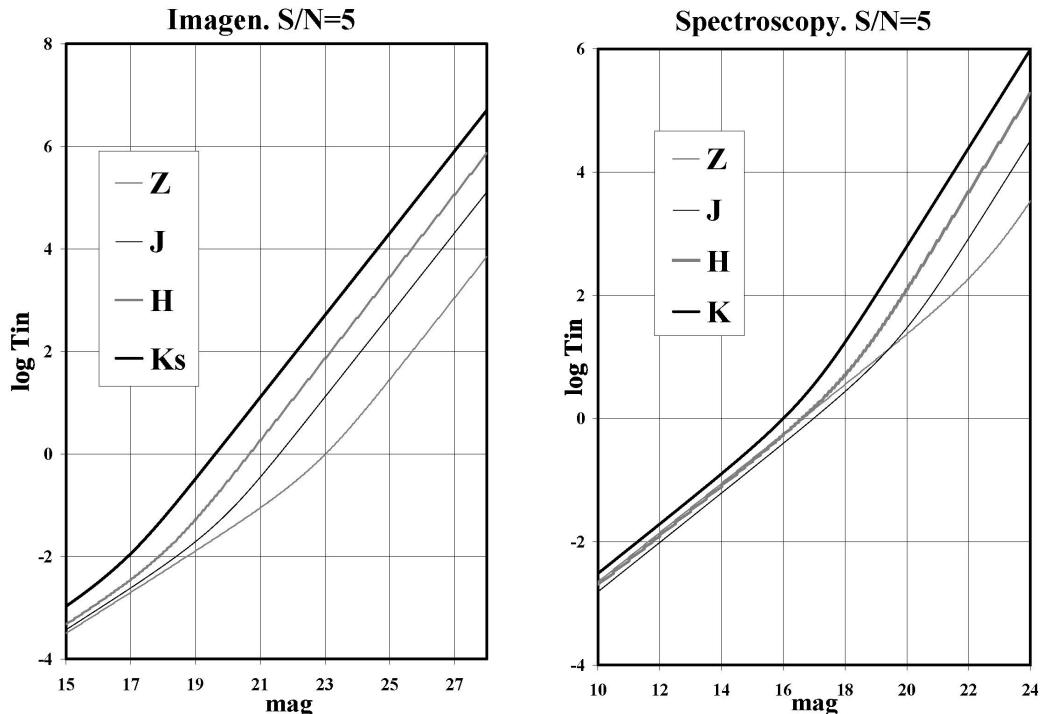 Imagen. S/N=5
8
6
4
2
0
-2
-4
log Tin
Z
J
H
Ks
15 17 19 21 23 25 27
mag
Spectroscopy. S/N=5
6
4
2
0
-2
-4
log Tin
Z
J
H
K
10 12 14 16 18 20 22 24
mag